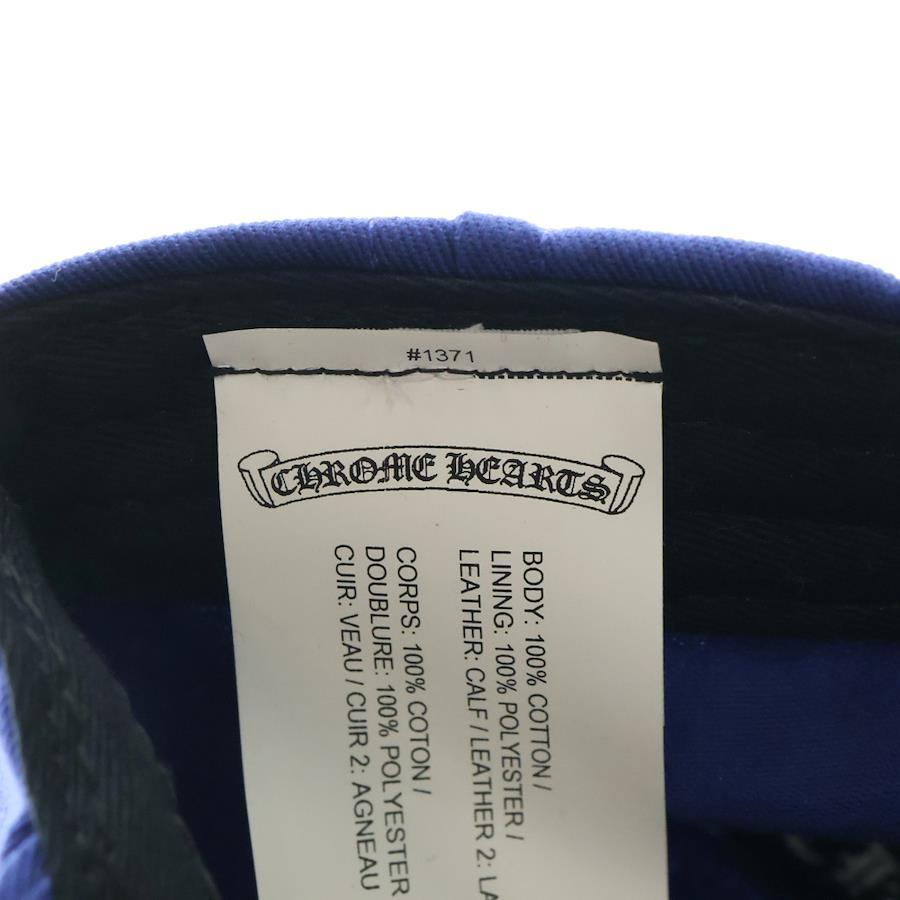 #1371
CHROME HEARTS
BODY: 100% COTTON /
LINING: 100% POLYESTER /
LEATHER: CALF / LEATHER 2:
CORPS: 100% COTON /
DOUBLURE: 100% POLYESTER
CUIR: VEAU / CUIR 2: AGNEAU